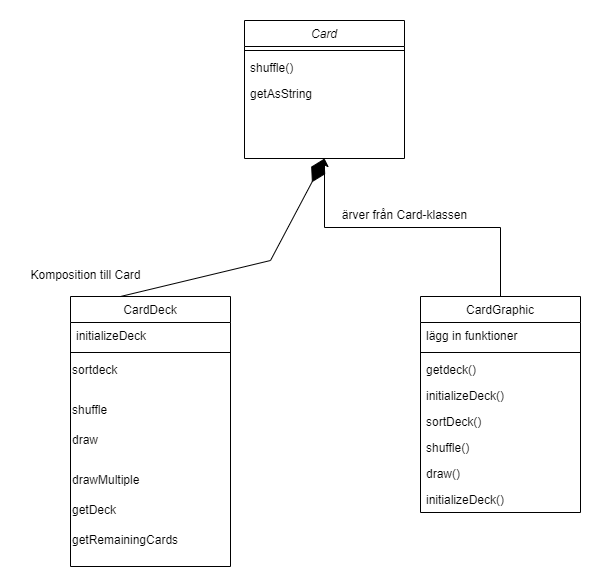 Card
shuffle()
getAsString
ärver från Card-klassen
Komposition till Card
CardDeck
initializeDeck
sortdeck
shuffle
draw
drawMultiple
getDeck
getRemainingCards
CardGraphic
lägg in funktioner
getdeck()
initializeDeck()
sortDeck()
shuffle()
draw()
initializeDeck()